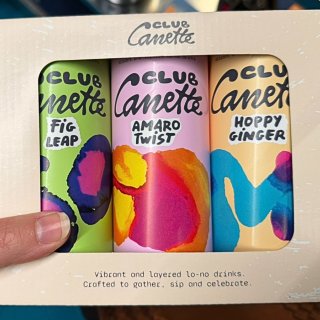 CLUB
Canette
CLUB
Canette
FIG
LEAP
CLUB
Canette
AMARO
TWIST
CLUB
Canette
HOPPY
GINGER
Vibrant and layered lo-no drinks.
Crafted to gather, sip and celebrate.